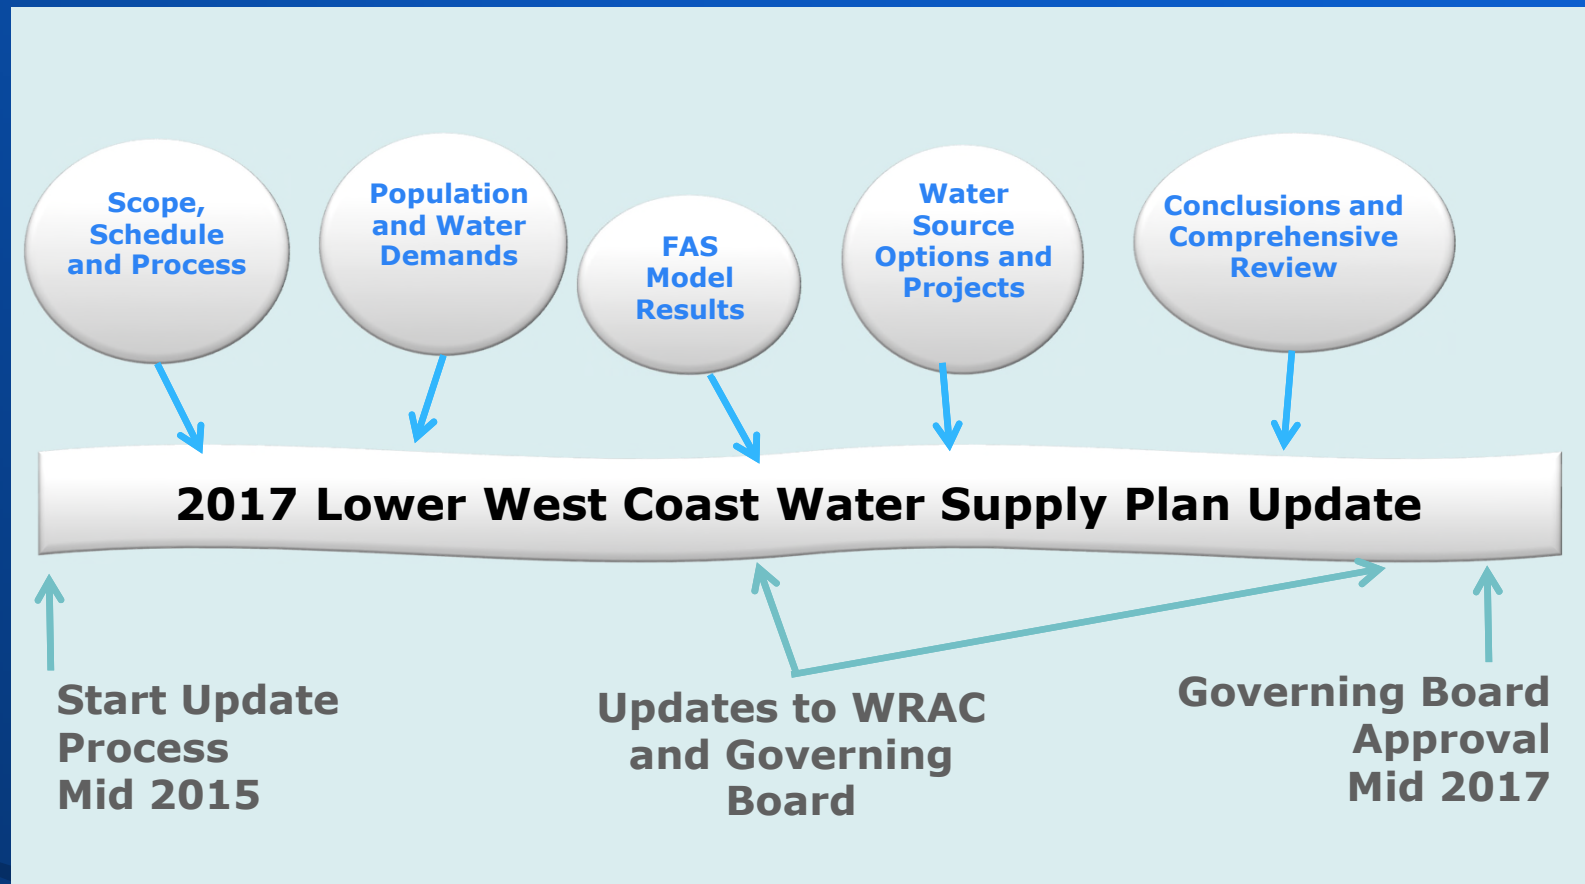 Scope,
Schedule
and Process
Population
and Water
Demands
FAS
Model
Results
Water
Source
Options and
Projects
Conclusions and
Comprehensive
Review
2017 Lower West Coast Water Supply Plan Update
Start Update
Process
Mid 2015
Updates to WRAC
and Governing
Board
Governing Board
Approval
Mid 2017